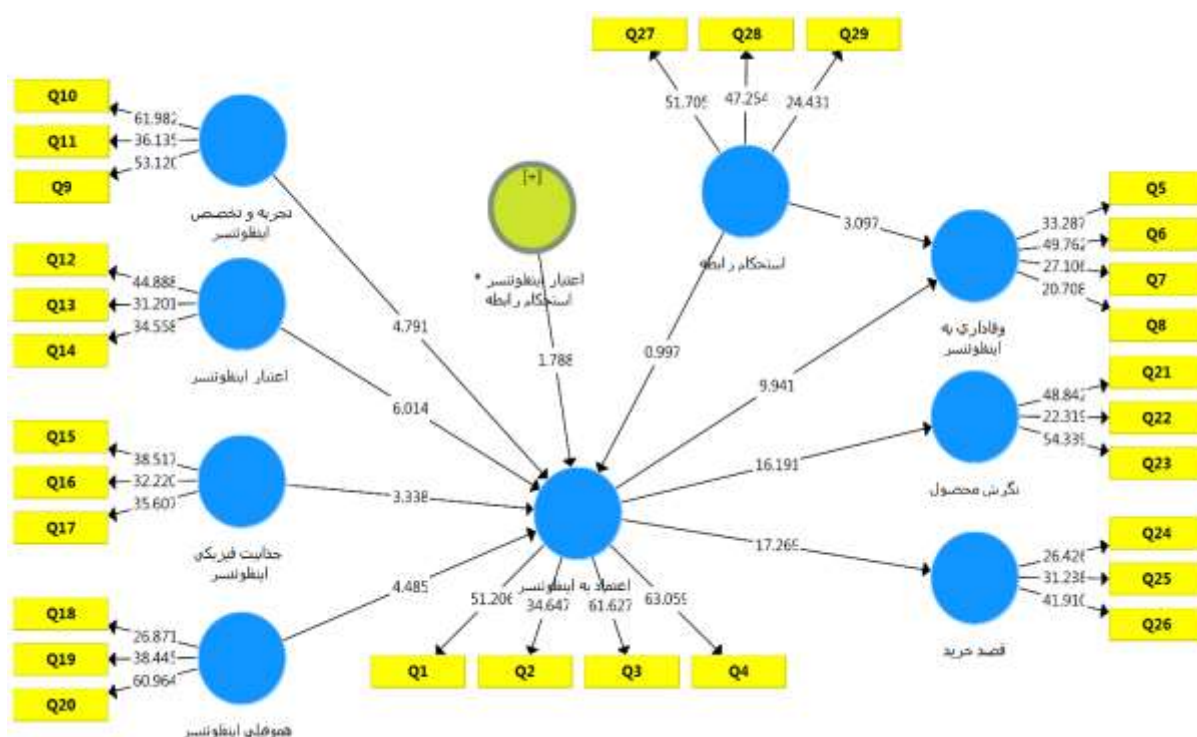 Q27
Q28
Q29
51.705
47.254
24.431
Q10
Q11
Q9
61.982
36.135
53.120
تجربه و تخصص
اینفلوئنسر
[+]
اعتبار اینفلوئنسر *
استحکام رابطه
استحکام رابطه
3.097
Q5
Q6
Q7
Q8
33.287
49.762
27.106
20.708
وفاداري به
اینفلوئنسر
Q12
Q13
Q14
44.888
31.201
34.558
اعتبار اینفلوئنسر
4.791
1.788
0.997
6.014
9.941
Q21
Q22
Q23
48.842
22.319
54.339
نگرش محصول
Q15
Q16
Q17
38.517
32.220
35.607
جذابیت فیزیکي
اینفلوئنسر
3.338
16.191
17.269
اعتماد به اینفلوئنسر
Q24
Q25
Q26
26.426
31.238
41.910
قصد خرید
4.485
51.206
34.647
61.627
63.059
Q1
Q2
Q3
Q4
Q18
Q19
Q20
26.871
38.445
60.964
هموفیلي اینفلوئنسر